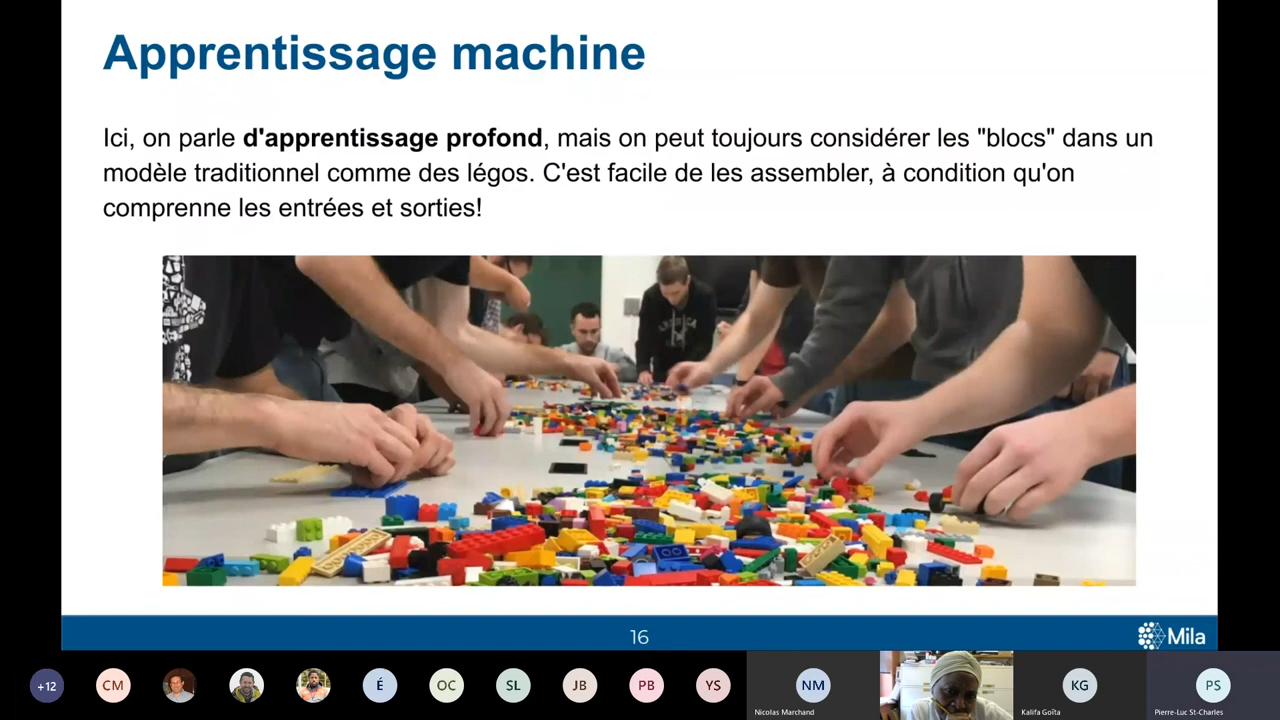 Apprentissage machine
Ici, on parle d'apprentissage profond, mais on peut toujours considérer les "blocs" dans un
modèle traditionnel comme des légos. C'est facile de les assembler, à condition qu'on
comprenne les entrées et sorties!
16
Mila
+12
CM
É
OC
SL
JB
PB
YS
NM
KG
PS
Nicolas Marchand
Kalifa Goïta
Pierre-Luc St-Charles